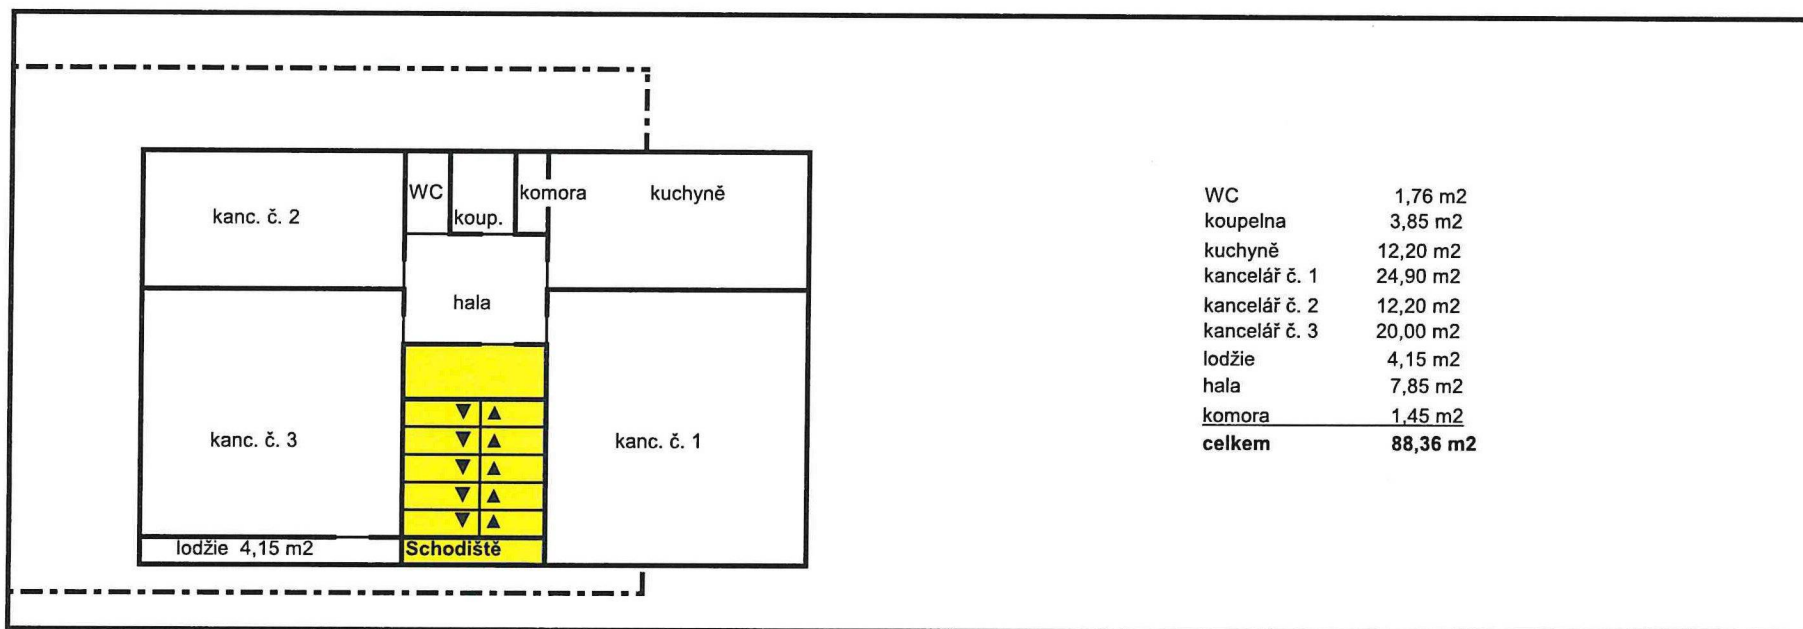 WC
komora
kuchyně
kanc. č. 2
koup.
hala
kanc. č. 3
kanc. č. 1
lodžie 4,15 m2
Schodiště
WC 1,76 m2
koupelna 3,85 m2
kuchyně 12,20 m2
kancelář č. 1 24,90 m2
kancelář č. 2 12,20 m2
kancelář č. 3 20,00 m2
lodžie 4,15 m2
hala 7,85 m2
komora 1,45 m2
celkem 88,36 m2